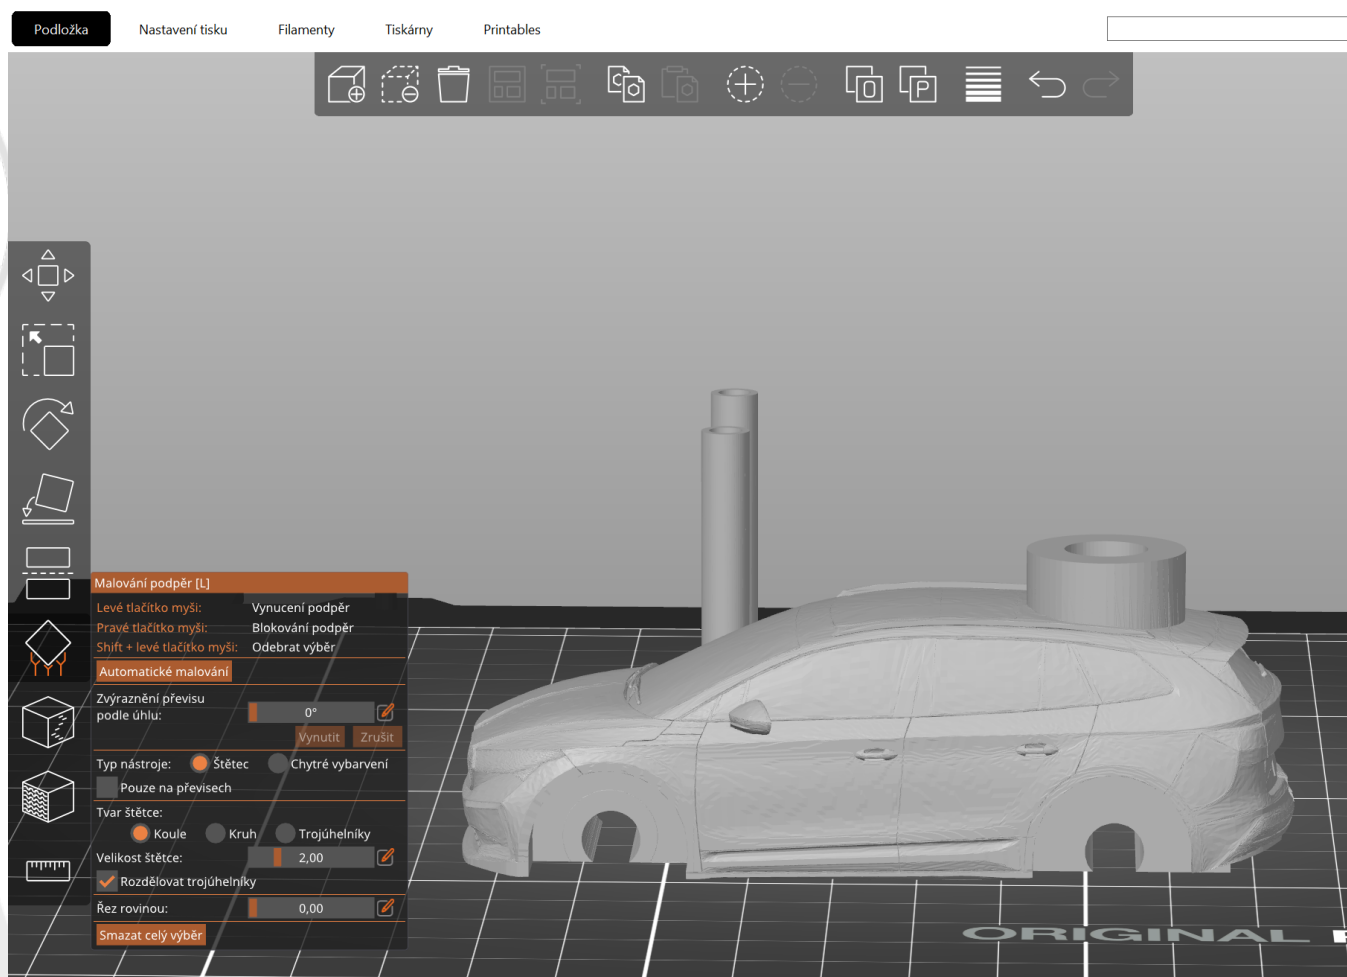 Podložka
Nastavení tisku
Filamenty
Tiskárny
Printables
Malování podpěr [L]
Levé tlačítko myši: Vynucení podpěr
Pravé tlačítko myši: Blokování podpěr
Shift + levé tlačítko myši: Odebrat výběr
Automatické malování
Zvýraznění převisu
podle úhlu: 0°
Vynutit Zrušit
Typ nástroje: Štětec Chytré vybarvení
Pouze na převisech
Tvar štětce:
Koule Kruh Trojúhelníky
Velikost štětce: 2,00
Rozdělovat trojúhelníky
Řez rovinou: 0,00
Smazat celý výběr
ORIGINAL